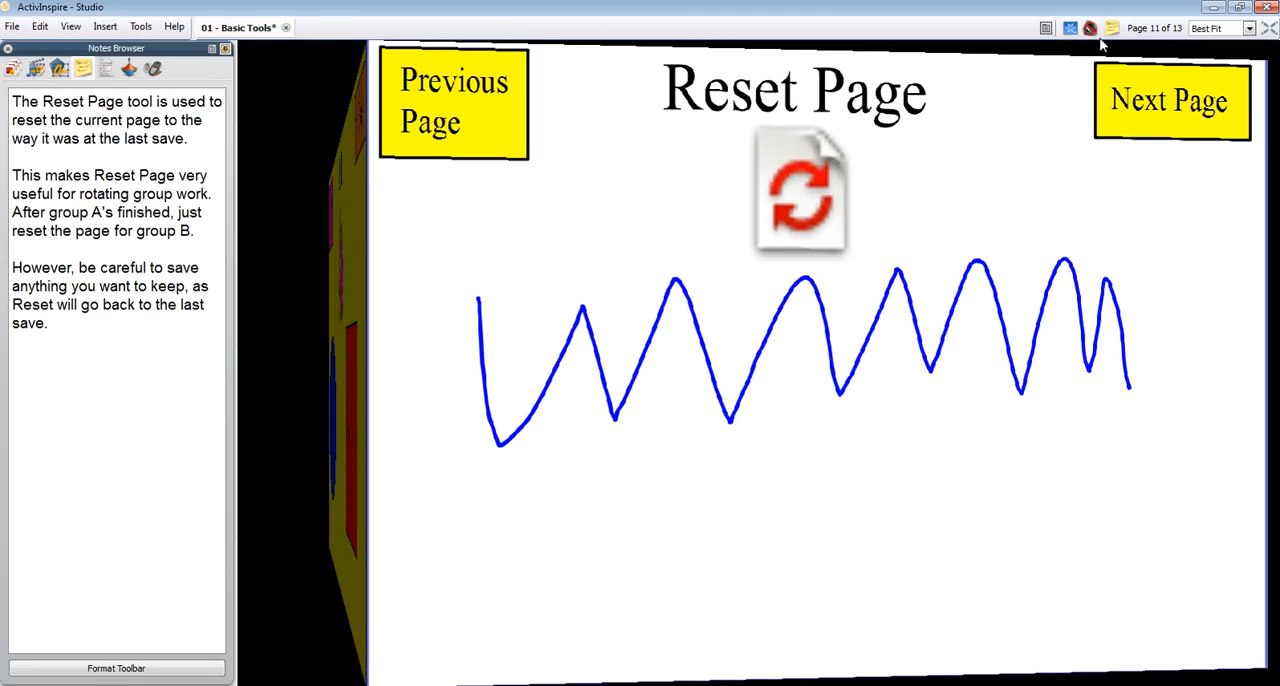 ActivInspire - Studio
File Edit View Insert Tools Help 01 - Basic Tools* Page 11 of 13 Best Fit
Notes Browser
The Reset Page tool is used to
reset the current page to the
way it was at the last save.
This makes Reset Page very
useful for rotating group work.
After group A's finished, just
reset the page for group B.
However, be careful to save
anything you want to keep, as
Reset will go back to the last
save.
Format Toolbar
Previous
Page
Reset Page
Next Page